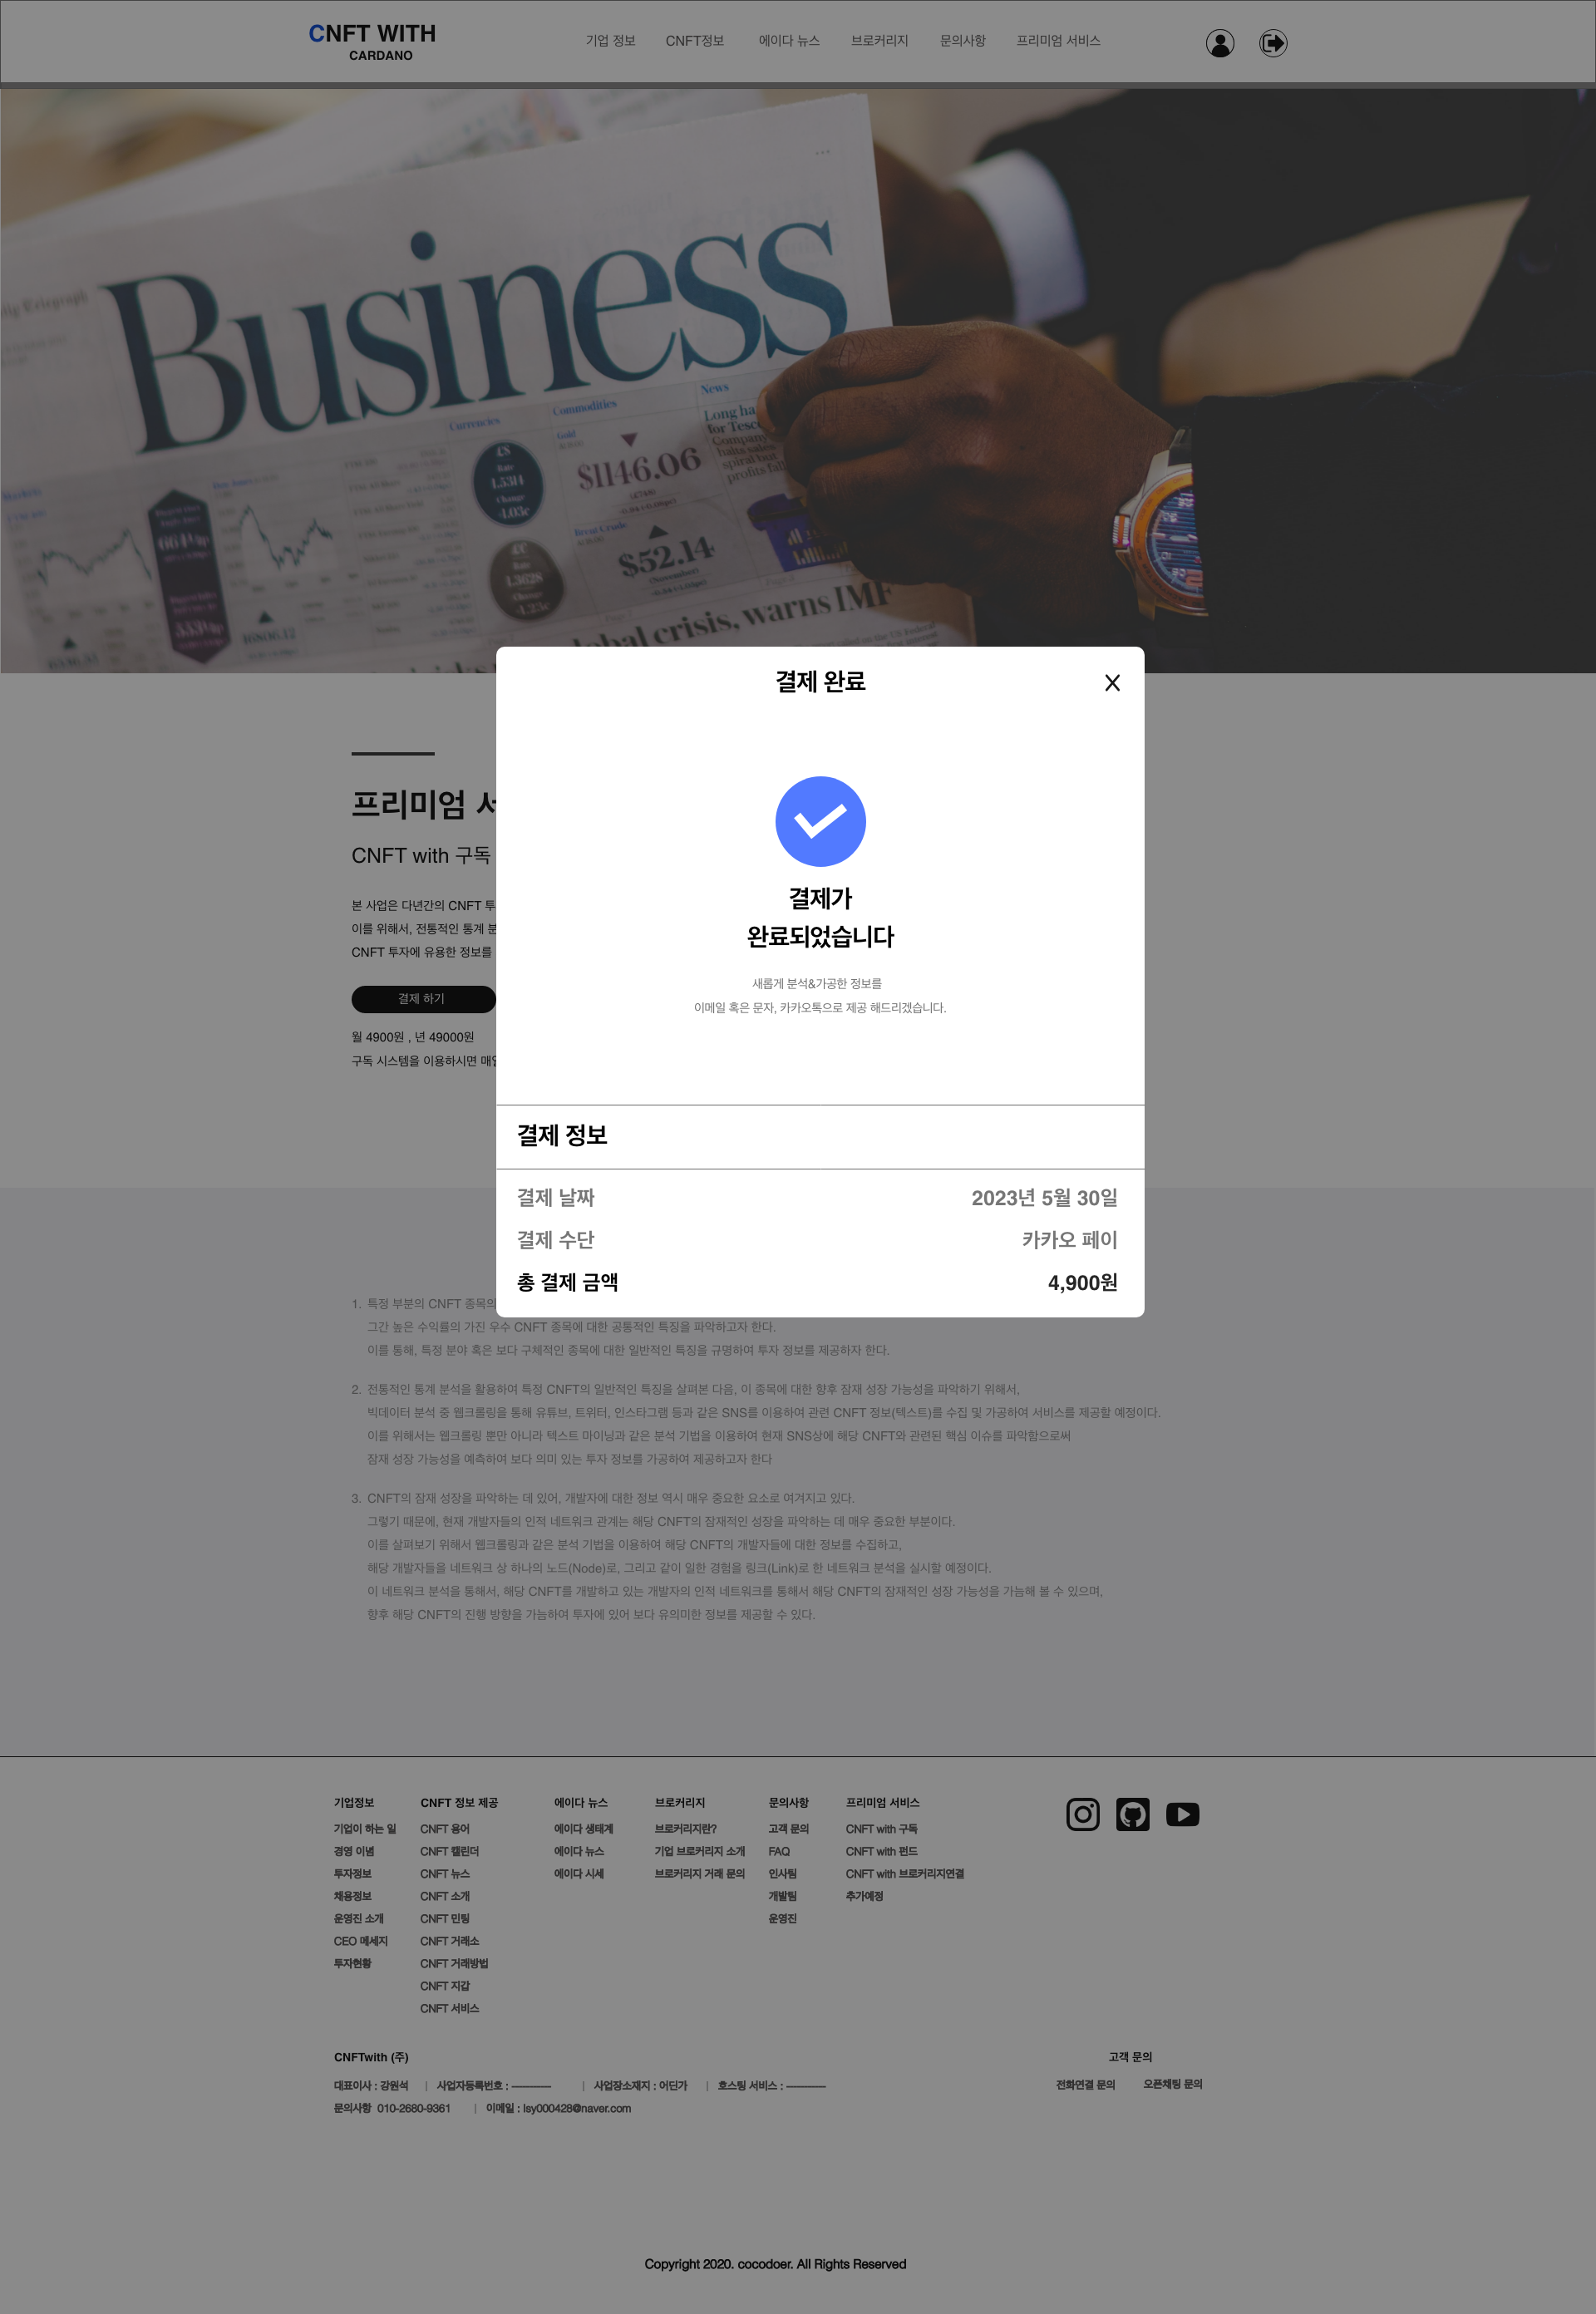 CNFT WITH
CARDANO
기업 정보
CNFT정보
에이다 뉴스
브로커리지
문의사항
프리미엄 서비스
Business
Currencies
Commodities
News
Gold
$1146.06
Rate
1.5314
Change
-4.03c
Brent Crude
$52.14
(November)
Rate
1.3628
Change
-1.23c
global crisis, warns IMF
결제 완료
X
결제가
완료되었습니다
새롭게 분석&가공한 정보를
이메일 혹은 문자, 카카오톡으로 제공 해드리겠습니다.
결제 정보
결제 날짜 2023년 5월 30일
결제 수단 카카오 페이
총 결제 금액 4,900원
프리미엄
CNFT with 구독
본 사업은 다년간의 CNFT
이를 위해서, 전통적인 통계
CNFT 투자에 유용한 정보를
결제 하기
월 4900원 , 년 49000원
구독 시스템을 이용하시면
1. 특정 부분의 CNFT 종목의
그간 높은 수익률의 가진 우수 CNFT 종목에 대한 공통적인 특징을 파악하고자 한다.
이를 통해, 특정 분야 혹은 보다 구체적인 종목에 대한 일반적인 특징을 규명하여 투자 정보를 제공하자 한다.
2. 전통적인 통계 분석을 활용하여 특정 CNFT의 일반적인 특징을 살펴본 다음, 이 종목에 대한 향후 잠재 성장 가능성을 파악하기 위해서,
빅데이터 분석 중 웹크롤링을 통해 유튜브, 트위터, 인스타그램 등과 같은 SNS를 이용하여 관련 CNFT 정보(텍스트)를 수집 및 가공하여 서비스를 제공할 예정이다.
이를 위해서는 웹크롤링 뿐만 아니라 텍스트 마이닝과 같은 분석 기법을 이용하여 현재 SNS상에 해당 CNFT와 관련된 핵심 이슈를 파악함으로써
잠재 성장 가능성을 예측하여 보다 의미 있는 투자 정보를 가공하여 제공하고자 한다
3. CNFT의 잠재 성장을 파악하는 데 있어, 개발자에 대한 정보 역시 매우 중요한 요소로 여겨지고 있다.
그렇기 때문에, 현재 개발자들의 인적 네트워크 관계는 해당 CNFT의 잠재적인 성장을 파악하는 데 매우 중요한 부분이다.
이를 살펴보기 위해서 웹크롤링과 같은 분석 기법을 이용하여 해당 CNFT의 개발자들에 대한 정보를 수집하고,
해당 개발자들을 네트워크 상 하나의 노드(Node)로, 그리고 같이 일한 경험을 링크(Link)로 한 네트워크 분석을 실시할 예정이다.
이 네트워크 분석을 통해서, 해당 CNFT를 개발하고 있는 개발자의 인적 네트워크를 통해서 해당 CNFT의 잠재적인 성장 가능성을 가늠해 볼 수 있으며,
향후 해당 CNFT의 진행 방향을 가늠하여 투자에 있어 보다 유의미한 정보를 제공할 수 있다.
기업정보
기업이 하는 일
경영 이념
투자정보
채용정보
운영진 소개
CEO 메세지
투자현황
CNFT 정보 제공
CNFT 용어
CNFT 캘린더
CNFT 뉴스
CNFT 소개
CNFT 민팅
CNFT 거래소
CNFT 거래방법
CNFT 지갑
CNFT 서비스
에이다 뉴스
에이다 생태계
에이다 뉴스
에이다 시세
브로커리지
브로커리지란?
기업 브로커리지 소개
브로커리지 거래 문의
문의사항
고객 문의
FAQ
인사팀
개발팀
운영진
프리미엄 서비스
CNFT with 구독
CNFT with 펀드
CNFT with 브로커리지연결
추가예정
CNFTwith (주)
대표이사 : 강원석 | 사업자등록번호 : ---------- | 사업장소재지 : 어딘가 | 호스팅 서비스 : ----------
문의사항 010-2680-9361 | 이메일 : lsy000428@naver.com
고객 문의
전화연결 문의
오픈채팅 문의
Copyright 2020. cocodoer. All Rights Reserved